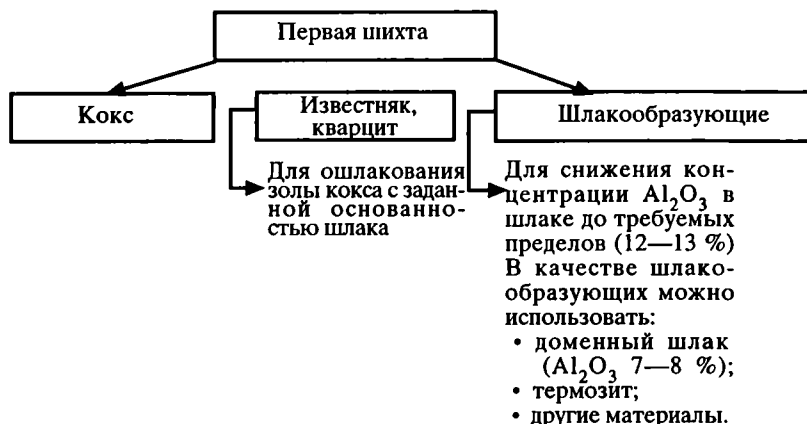 Первая шихта
Кокс
Известняк,
кварцит
Шлакообразующие
Для ошлакования
золы кокса с задан-
ной основанно-
стью шлака
Для снижения кон-
центрации Al₂O₃ в
шлаке до требуемых
пределов (12—13 %)
В качестве шлако-
образующих можно
использовать:
• доменный шлак
(Al₂O₃ 7—8 %);
• термозит;
• другие материалы.